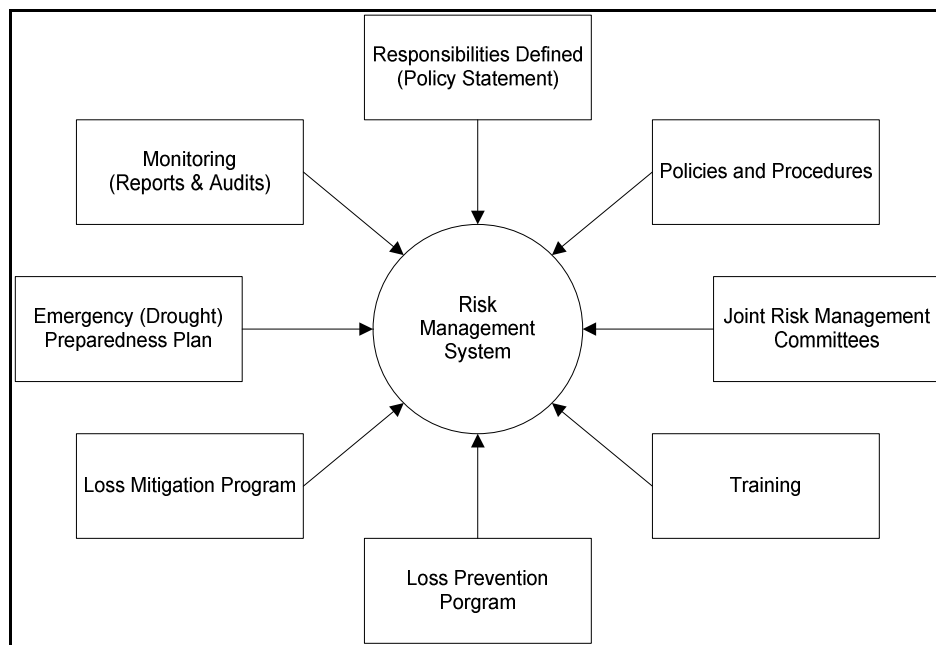 Responsibilities Defined
(Policy Statement)
Monitoring
(Reports & Audits)
Policies and Procedures
Emergency (Drought)
Preparedness Plan
Risk
Management
System
Joint Risk Management
Committees
Loss Mitigation Program
Training
Loss Prevention
Porgram